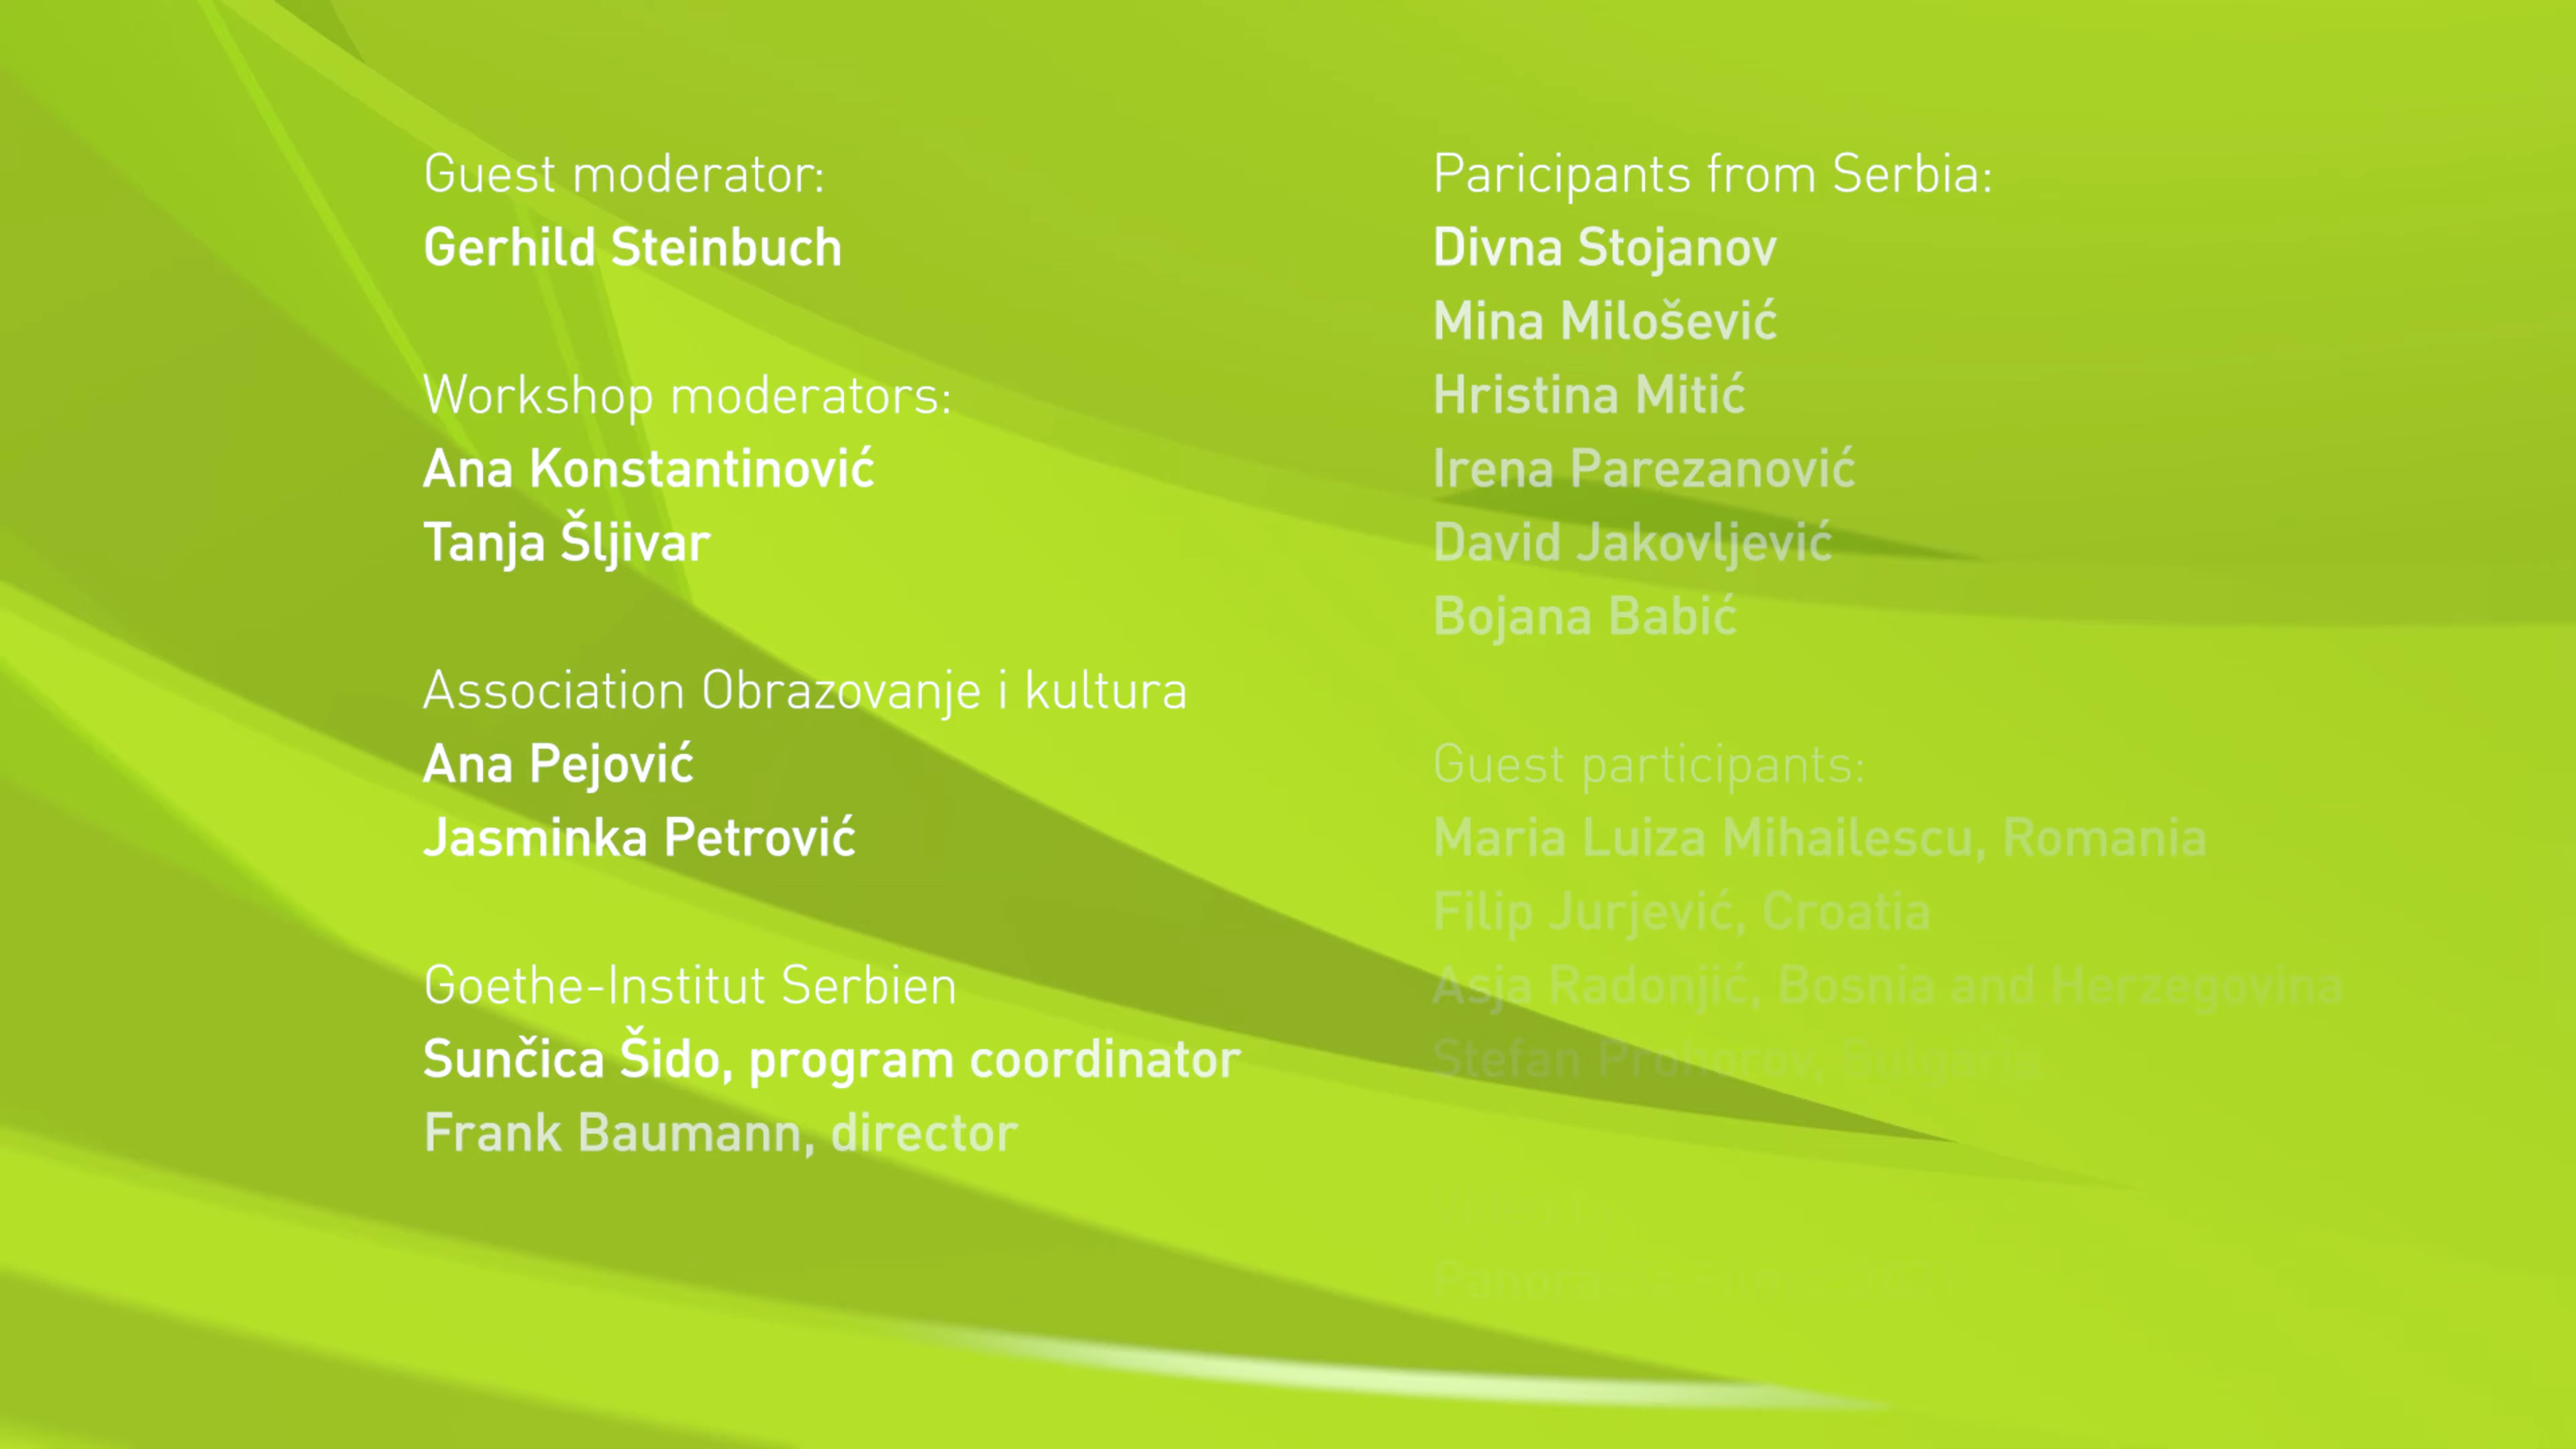 Guest moderator:
Gerhild Steinbuch
Workshop moderators:
Ana Konstantinović
Tanja Šljivar
Association Obrazovanje i kultura
Ana Pejović
Jasminka Petrović
Goethe-Institut Serbien
Sunčica Šido, program coordinator
Frank Baumann, director
Paricipants from Serbia:
Divna Stojanov
Mina Milošević
Hristina Mitić
Irena Parezanović
David Jakovljević
Bojana Babić
Guest participants:
Maria Luiza Mihailescu, Romania
Filip Jurjević, Croatia
Asja Radonjić, Bosnia and Herzegovina
Stefan Prohorov, Bulgaria